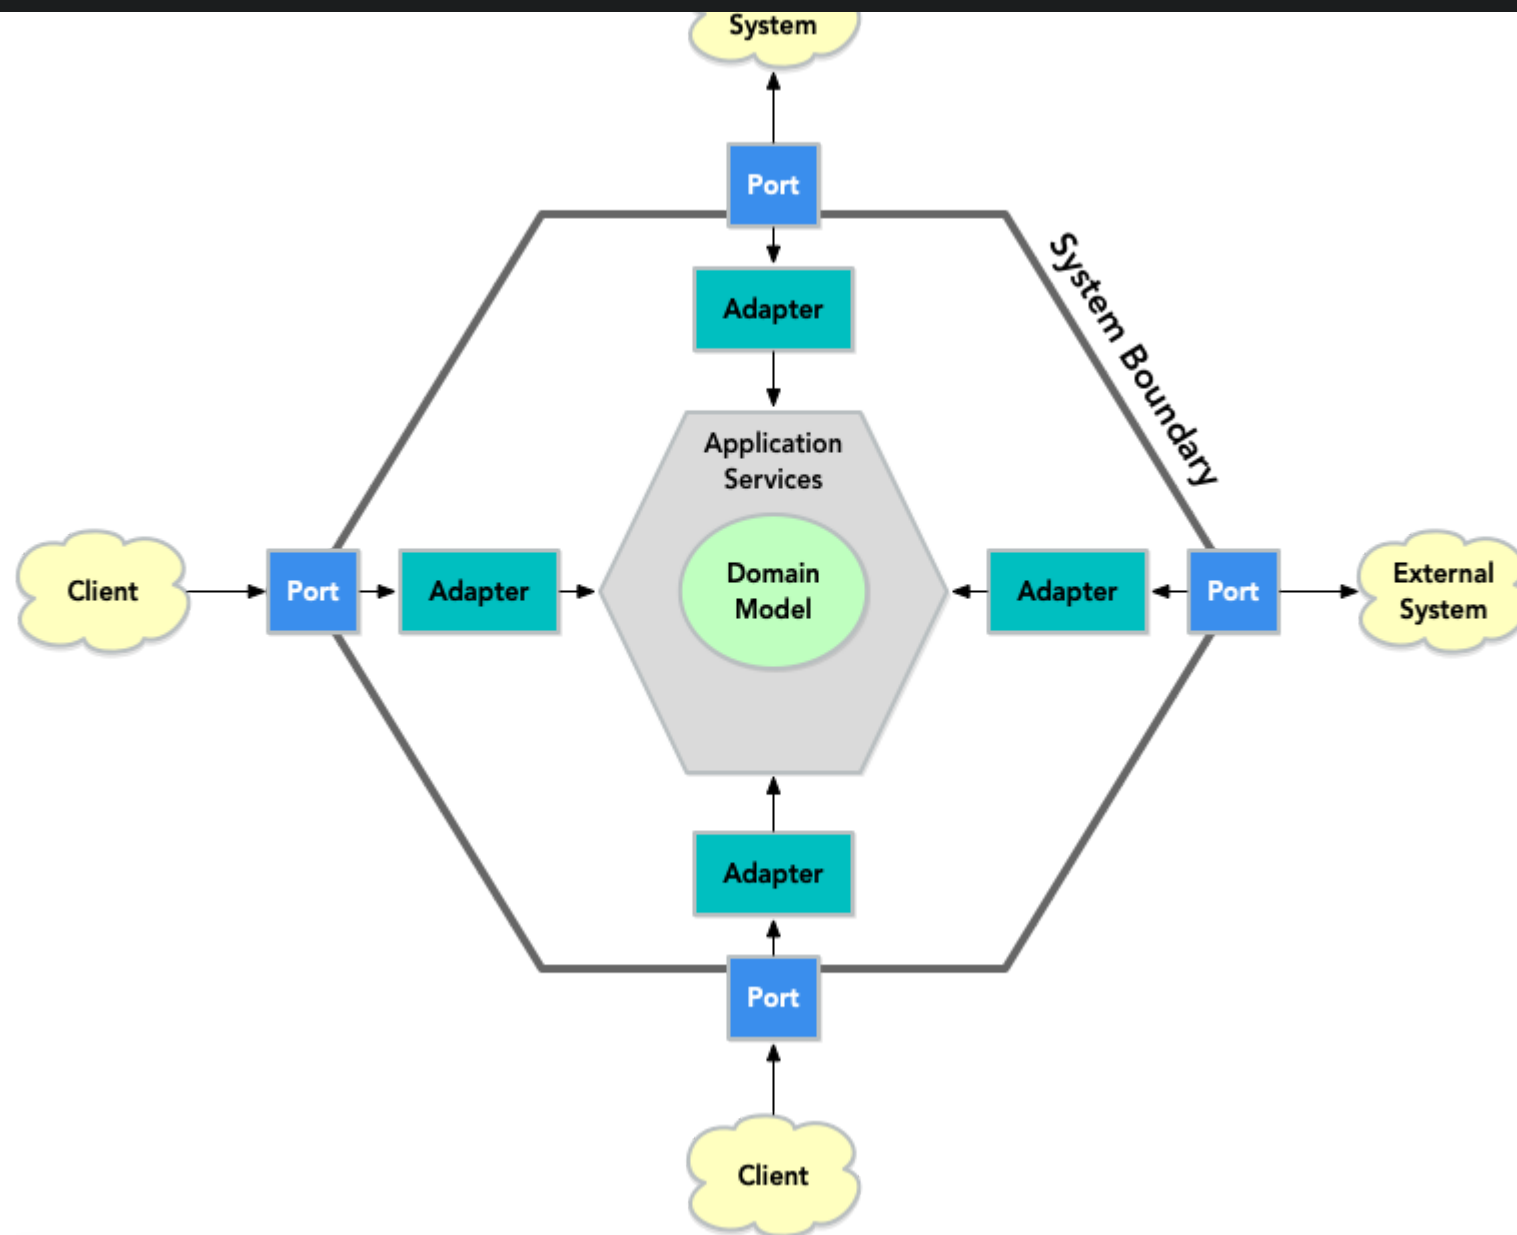 System
Port
System Boundary
Adapter
Application
Services
Client
Port
Adapter
Domain
Model
Adapter
Port
External
System
Adapter
Port
Client